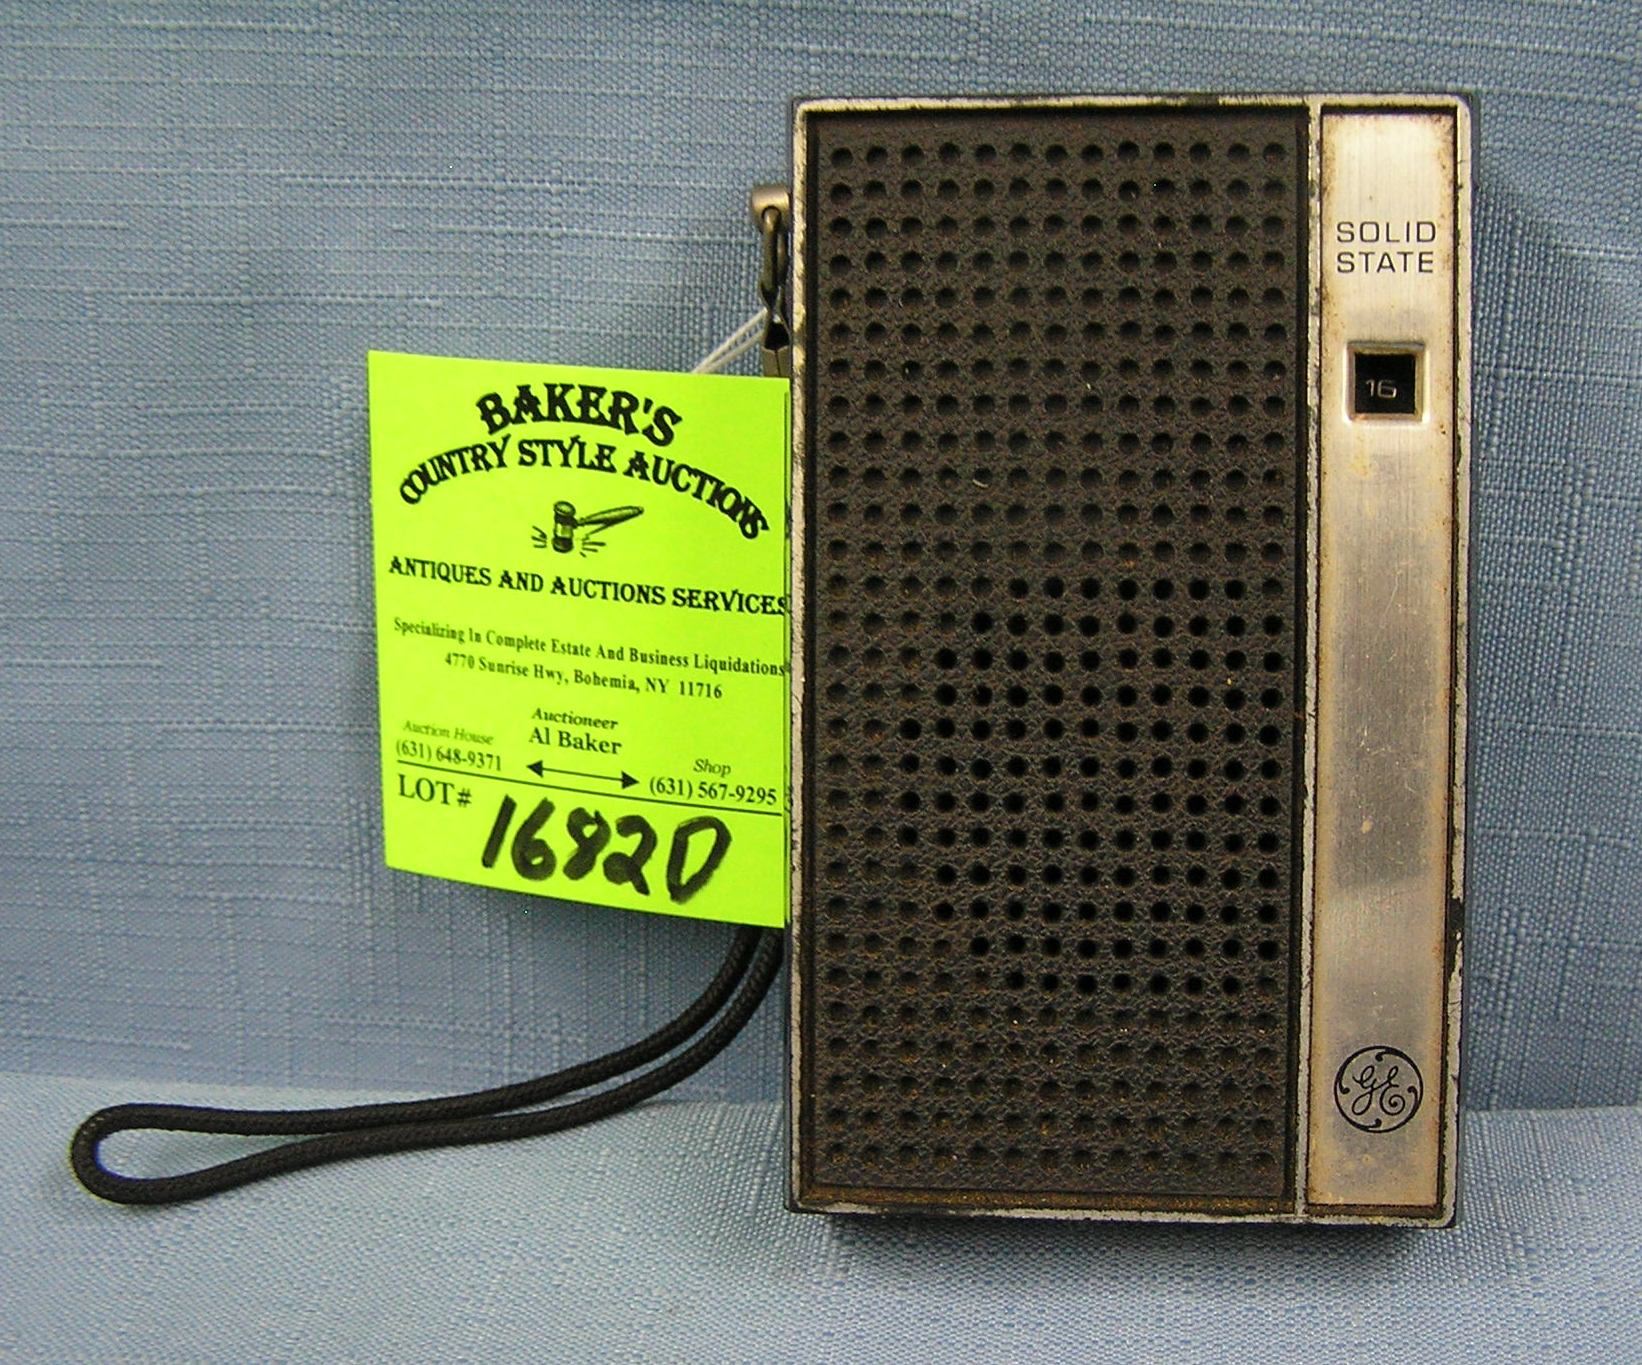 BAKER'S
COUNTRY STYLE AUCTIONS
ANTIQUES AND AUCTIONS SERVICES
Specializing In Complete Estate And Business Liquidations
4770 Sunrise Hwy, Bohemia, NY 11716
Auctioneer
Al Baker
Auction House
(631) 648-9371
Shop
(631) 567-9295
LOT# 1682D
SOLID
STATE
16
GE